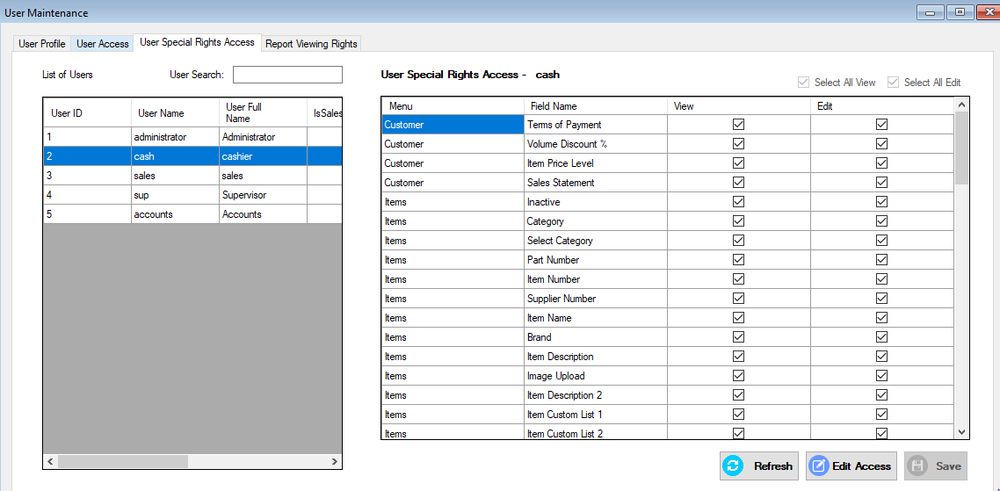 User Maintenance
User Profile User Access User Special Rights Access Report Viewing Rights
List of Users User Search: User Special Rights Access - cash
Select All View Select All Edit
User ID User Name User Full Name IsSales
1 administrator Administrator
2 cash cashier
3 sales sales
4 sup Supervisor
5 accounts Accounts
Menu Field Name View Edit
Customer Terms of Payment
Customer Volume Discount %
Customer Item Price Level
Customer Sales Statement
Items Inactive
Items Category
Items Select Category
Items Part Number
Items Item Number
Items Supplier Number
Items Item Name
Items Brand
Items Item Description
Items Image Upload
Items Item Description 2
Items Item Custom List 1
Items Item Custom List 2
Refresh Edit Access Save